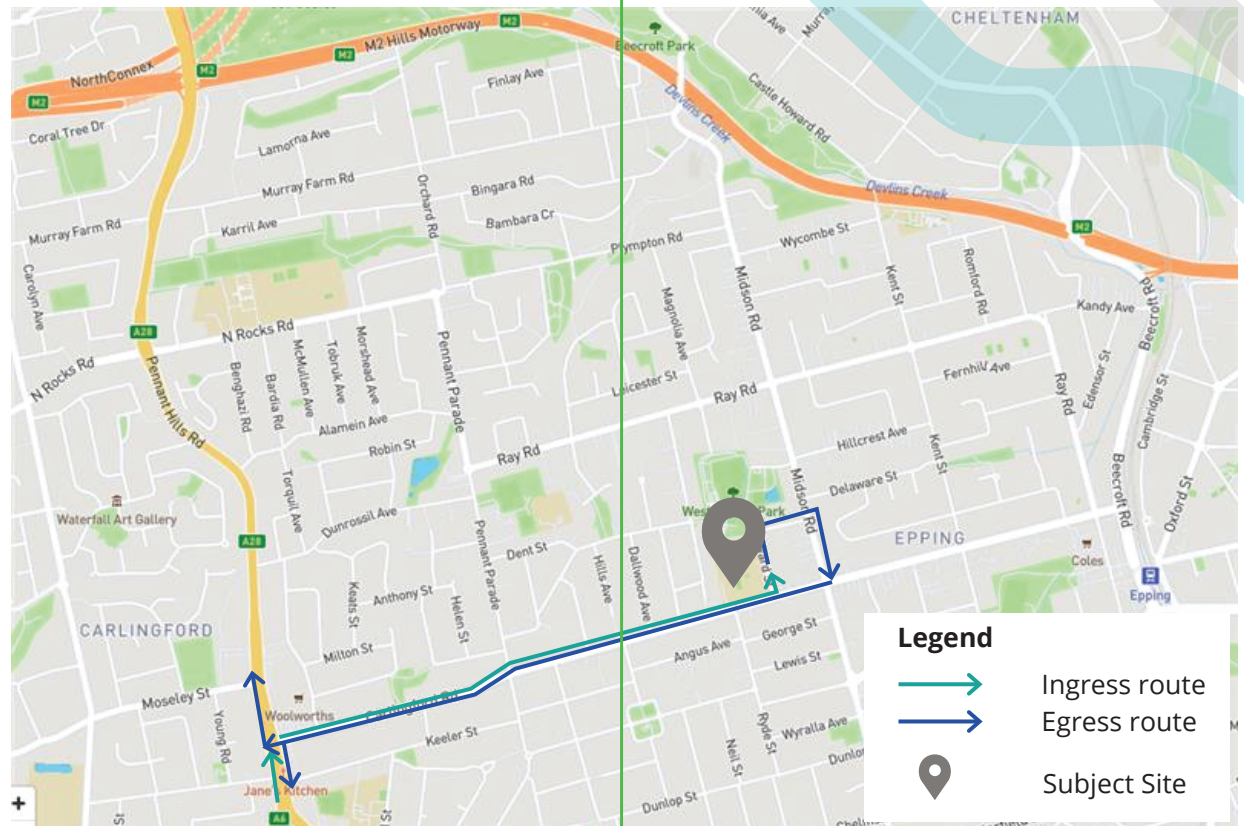 CHELTENHAM
M2 Hills Motorway
M2
Beecroft Park
NorthConnex
M2
M2
M2
Finlay Ave
Castle Howard Rd
Devlins Creek
Coral Tree Dr
Lamorna Ave
Murray Farm Rd
Orchard Rd
Bingara Rd
Devlins Creek
Bambara Cr
Karril Ave
Murray Farm Rd
Plympton Rd
Wycombe St
M2
Carolyn Ave
Midson Rd
Kent St
Romford Rd
Kandy Ave
Beecroft Rd
Magnolia Ave
A28
N Rocks Rd
N Rocks Rd
Pennant Hills Rd
Benghazi Rd
Bardia Rd
McMullen Ave
Tobruk Ave
Morshead Ave
Pennant Parade
Leicester St
Ray Rd
Fernhill Ave
Ray Rd
Edensor St
Cambridge St
Alamein Ave
Robin St
Ray Rd
Hillcrest Ave
Kent St
Delaware St
Midson Rd
Beecroft Rd
Oxford St
Torquil Ave
Waterfall Art Gallery
Dunrossil Ave
Pennant Parade
Park
A28
Dent St
EPPING
Coles
Epping
Hills Ave
Dallwood Ave
Keats St
Anthony St
Helen St
CARLINGFORD
Milton St
George St
Angus Ave
Lewis St
Moseley St
Young Rd
Woolworths
Carlingford Rd
Keeler St
Ryde St
Neil St
Wyralla Ave
Jane's Kitchen
Dunlop St
A6
+
Legend
Ingress route
Egress route
Subject Site